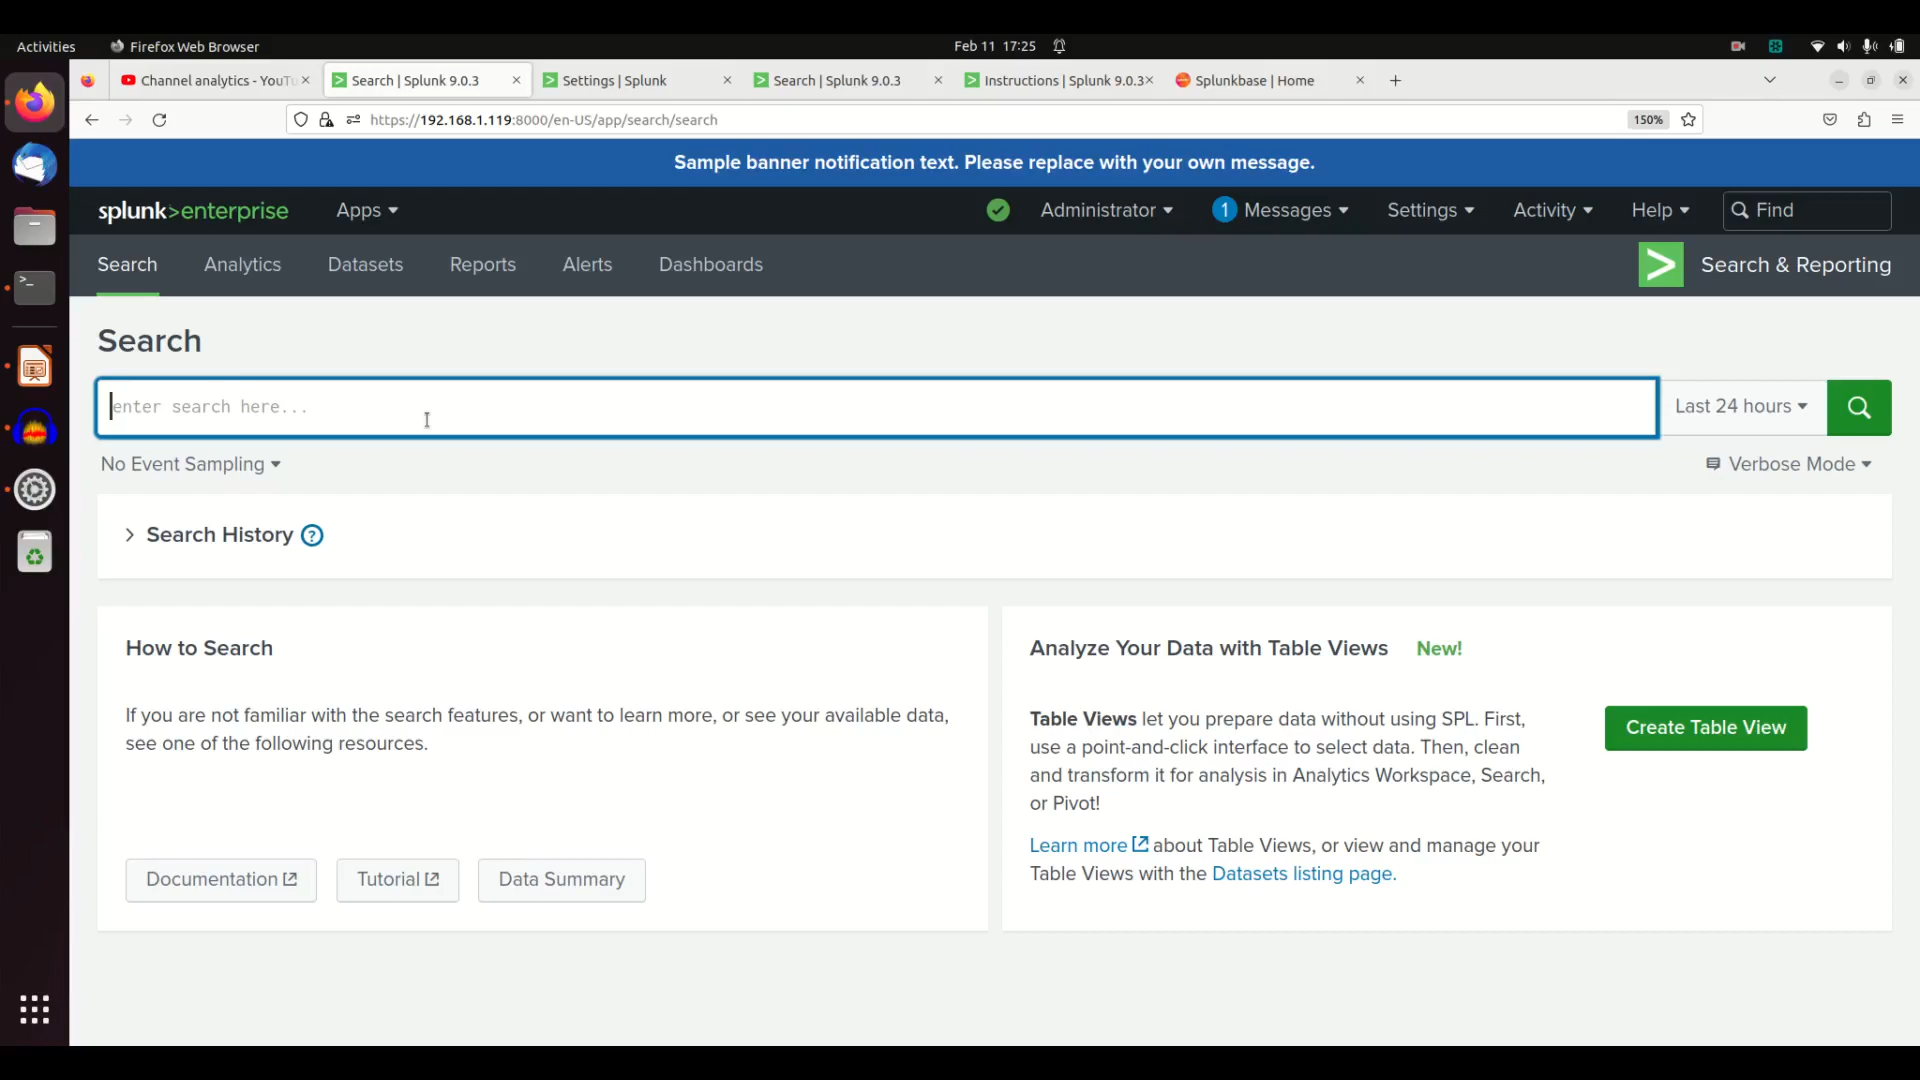 Activities Firefox Web Browser Feb 11 17:25
Channel analytics - YouTu Search | Splunk 9.0.3 Settings | Splunk Search | Splunk 9.0.3 Instructions | Splunk 9.0.3 Splunkbase | Home
https://192.168.1.119:8000/en-US/app/search/search 150%
Sample banner notification text. Please replace with your own message.
splunk>enterprise Apps Administrator 1 Messages Settings Activity Help Find
Search Analytics Datasets Reports Alerts Dashboards > Search & Reporting
Search
enter search here... Last 24 hours
No Event Sampling Verbose Mode
Search History ?
How to Search
If you are not familiar with the search features, or want to learn more, or see your available data,
see one of the following resources.
Documentation Tutorial Data Summary
Analyze Your Data with Table Views New!
Table Views let you prepare data without using SPL. First,
use a point-and-click interface to select data. Then, clean
and transform it for analysis in Analytics Workspace, Search,
or Pivot!
Create Table View
Learn more about Table Views, or view and manage your
Table Views with the Datasets listing page.